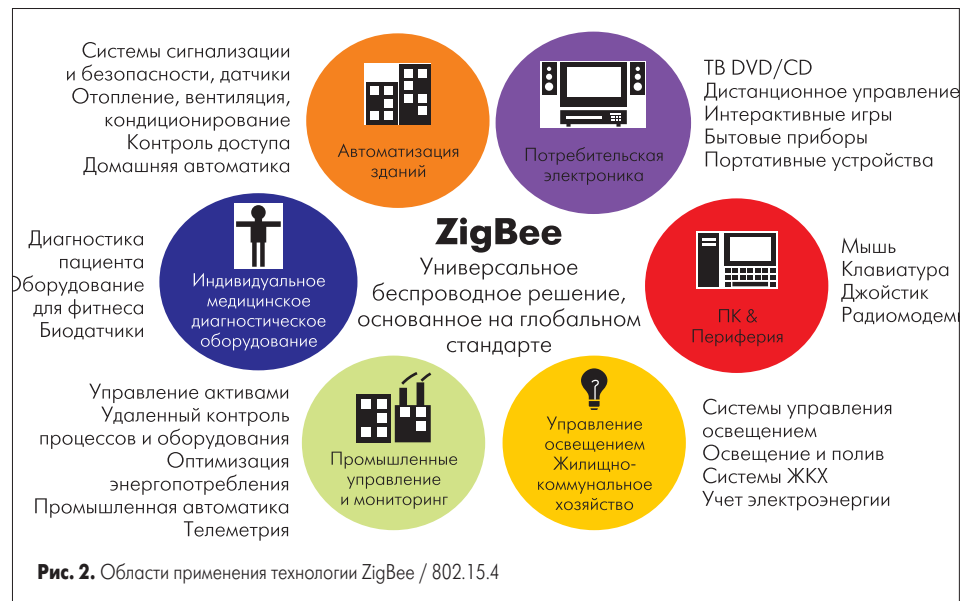 Системы сигнализации
и безопасности, датчики
Отопление, вентиляция,
кондиционирование
Контроль доступа
Домашняя автоматика
Автоматизация
зданий
Потребительская
электроника
ТВ DVD/CD
Дистанционное управление
Интерактивные игры
Бытовые приборы
Портативные устройства
Диагностика
пациента
Оборудование
для фитнеса
Биодатчики
Индивидуальное
медицинское
диагностическое
оборудование
ZigBee
Универсальное
беспроводное решение,
основанное на глобальном
стандарте
ПК &
Периферия
Мышь
Клавиатура
Джойстик
Радиомодем
Управление активами
Удаленный контроль
процессов и оборудования
Оптимизация
энергопотребления
Промышленная автоматика
Телеметрия
Промышленные
управление
и мониторинг
?
Управление
освещением
Жилищно-
коммунальное
хозяйство
Системы управления
освещением
Освещение и полив
Системы ЖКХ
Учет электроэнергии
Рис. 2. Области применения технологии ZigBee / 802.15.4